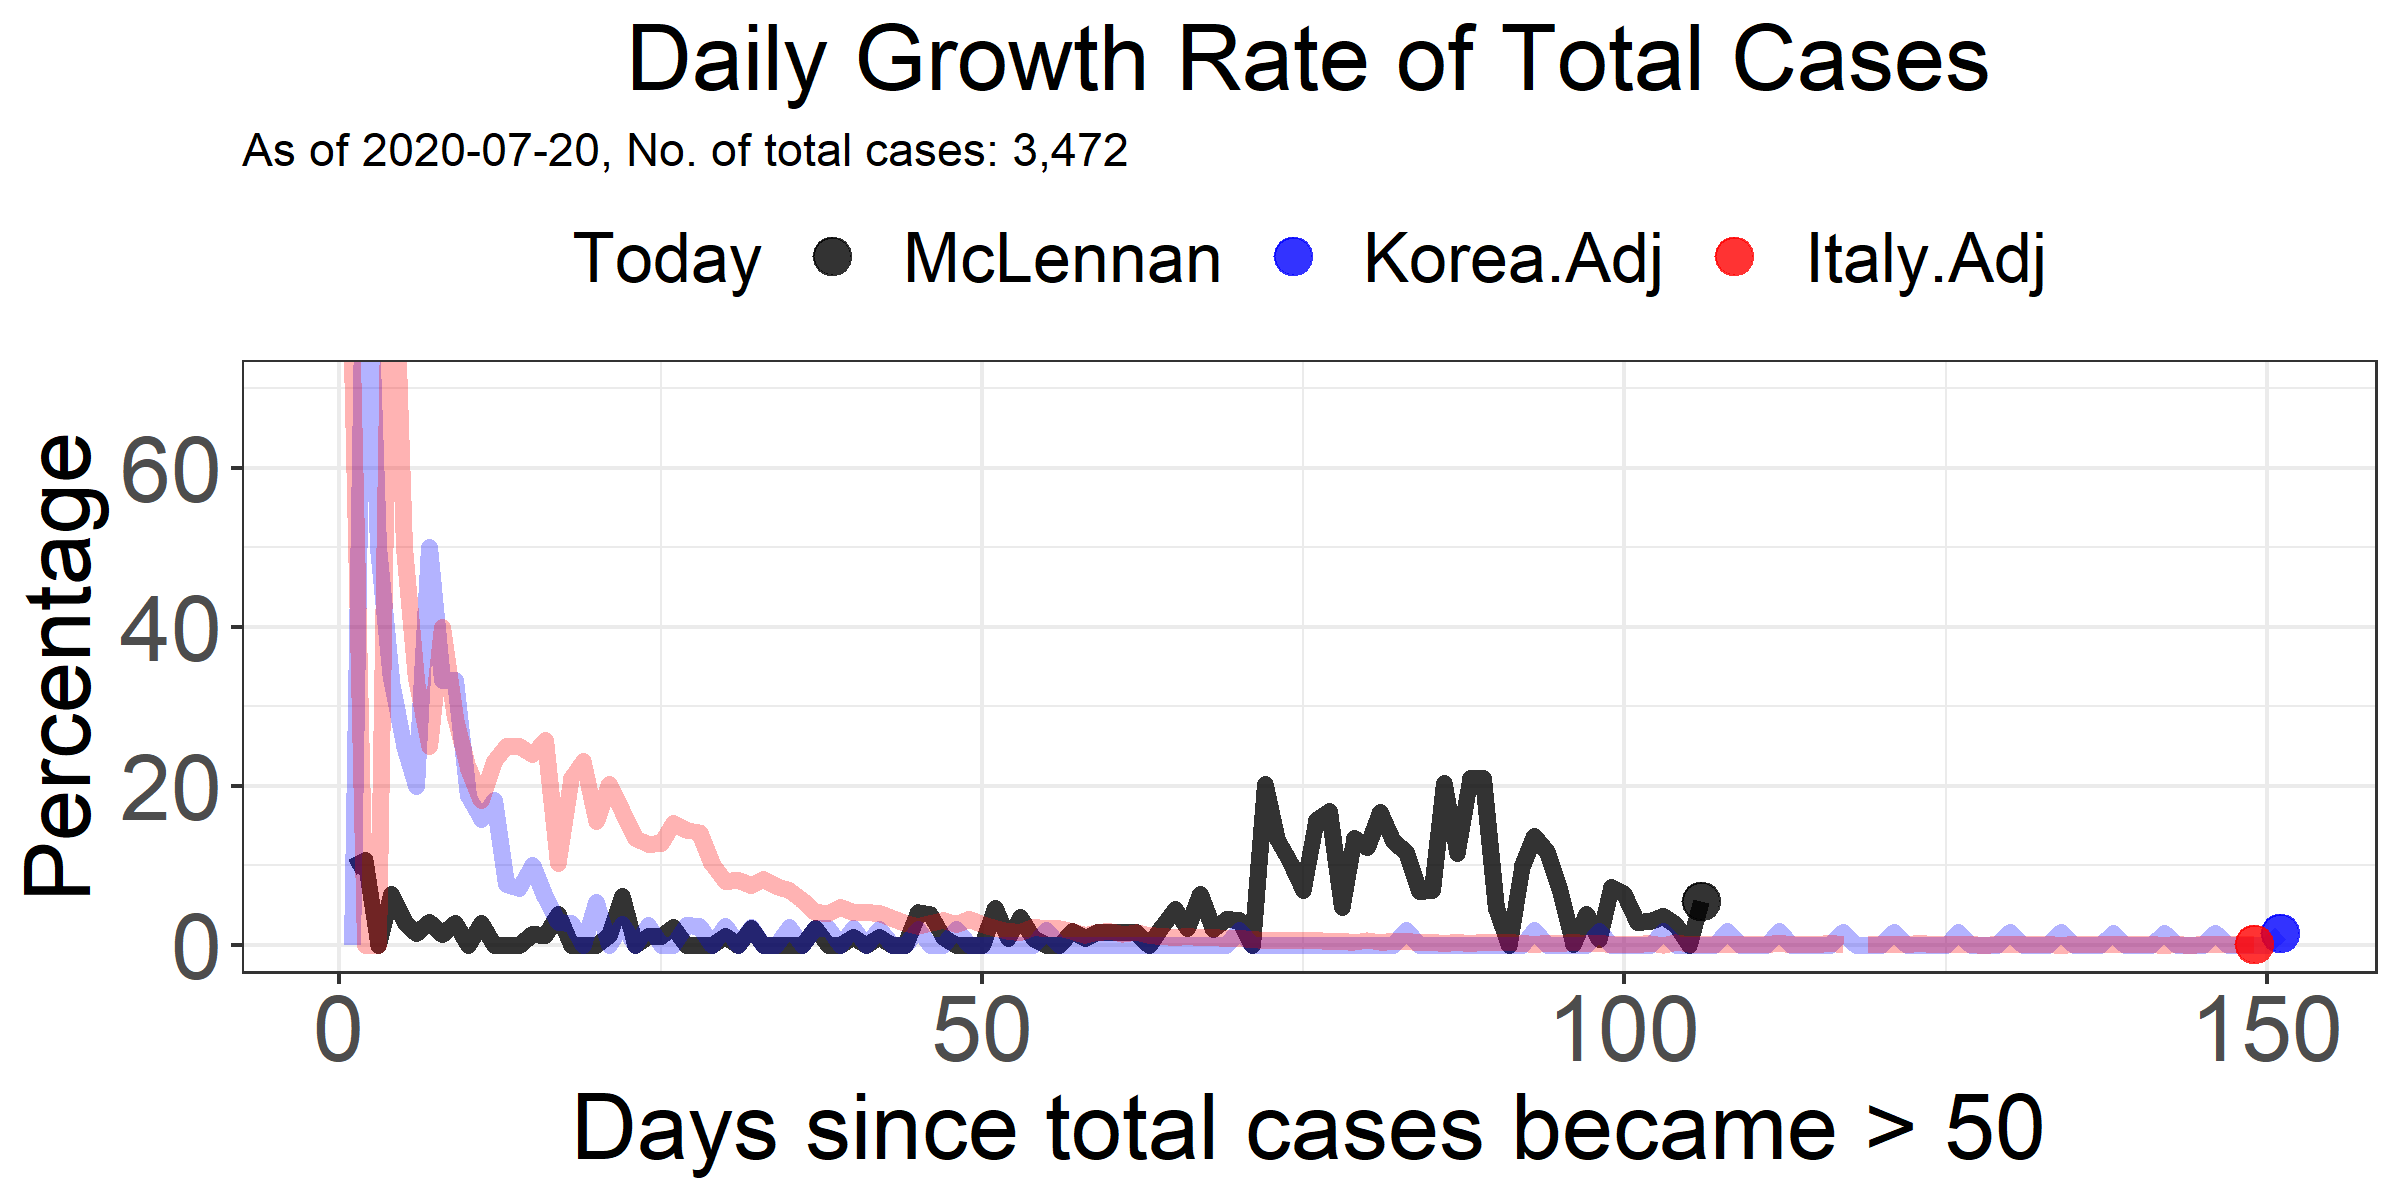 Daily Growth Rate of Total Cases
As of 2020-07-20, No. of total cases: 3,472
Today McLennan Korea.Adj Italy.Adj
Percentage
60
40
20
0
0 50 100 150
Days since total cases became > 50